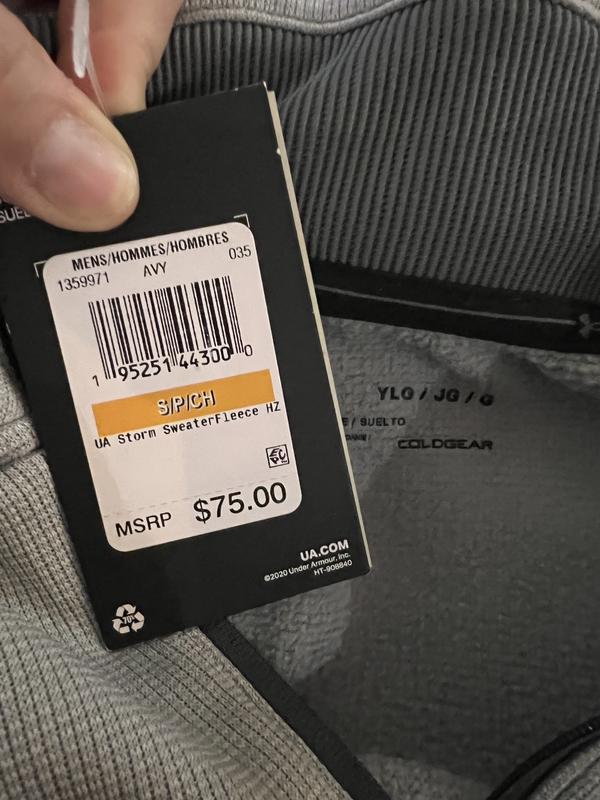 MENS/HOMMES/HOMBRES
1359971 AVY 035
1 95251 44300 0
S/P/CH
UA Storm SweaterFleece HZ
MSRP $75.00
UA.COM
©2020 Under Armour, Inc.
HT-908840
YLG / JG / G
E / SUELTO
COLDGEAR